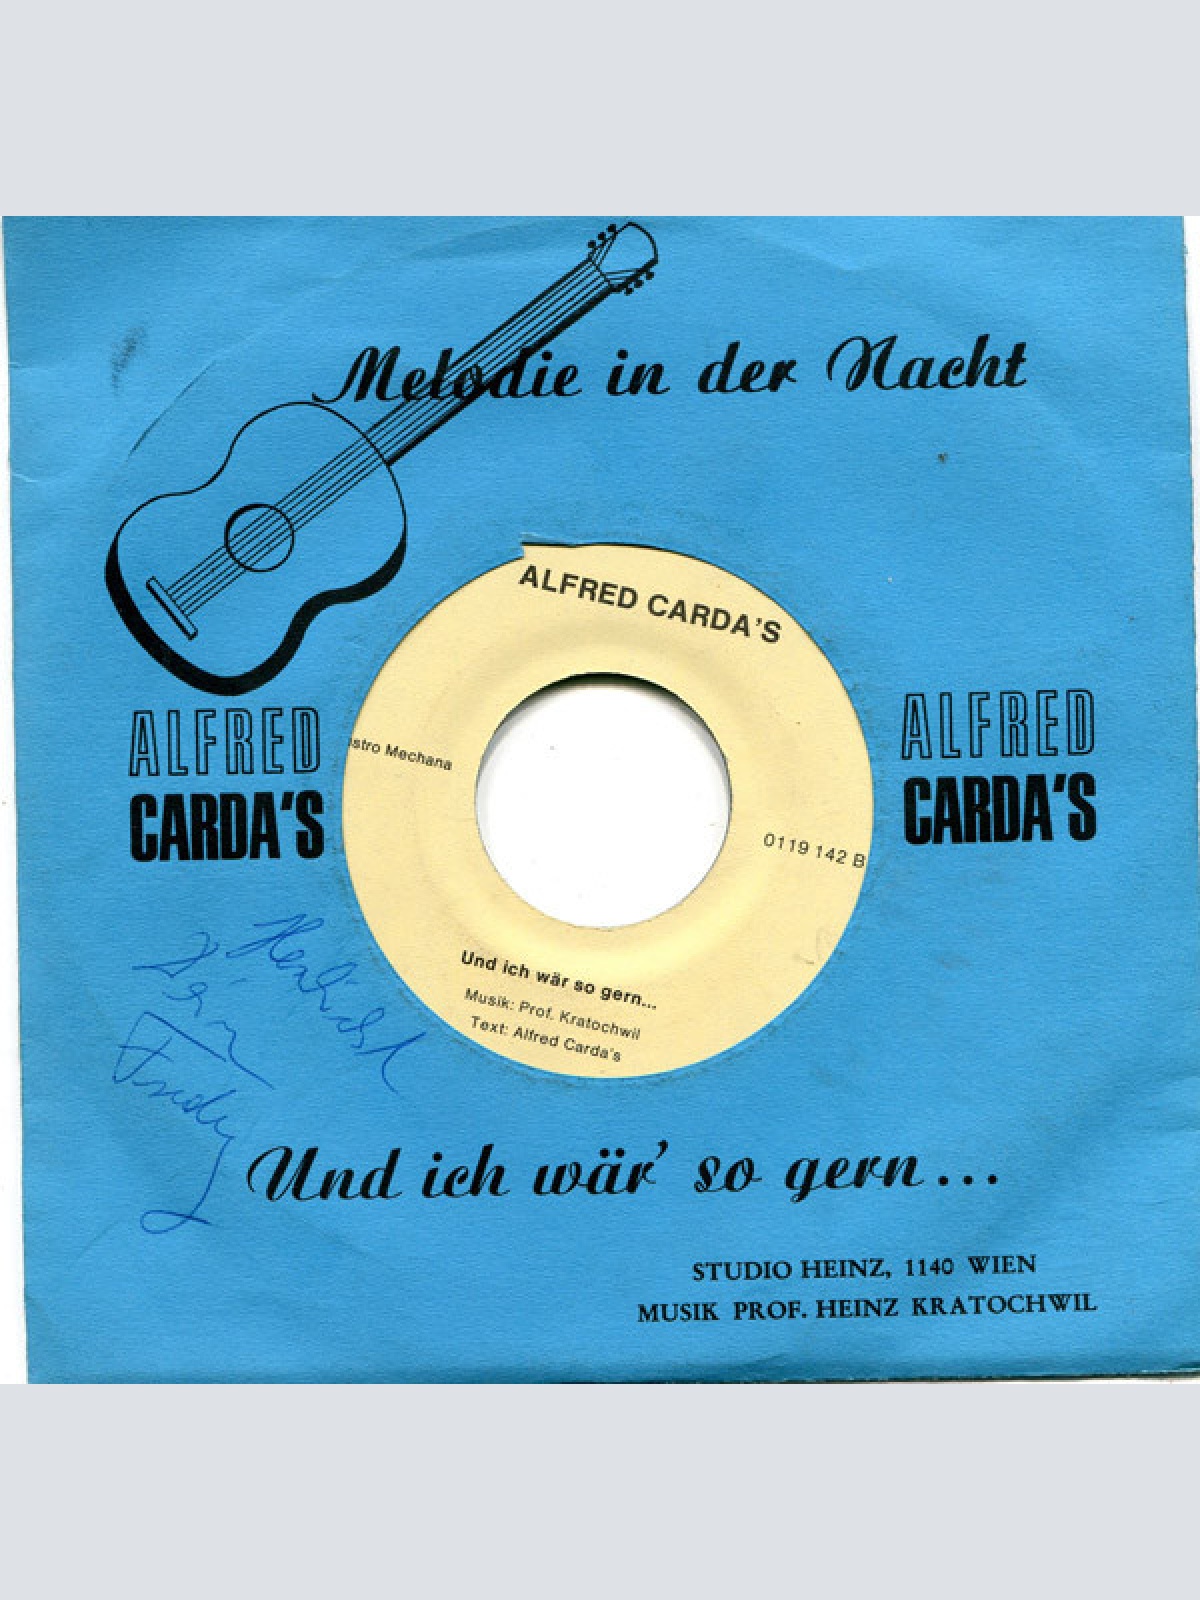 Melodie in der Nacht
ALFRED CARDA'S
stro Mechana
0119 142 B
Und ich wär so gern...
Musik: Prof. Kratochwil
Text: Alfred Carda's
ALFRED
CARDA'S
ALFRED
CARDA'S
Herzlichst
Dein
Und ich wär' so gern...
STUDIO HEINZ, 1140 WIEN
MUSIK PROF. HEINZ KRATOCHWIL